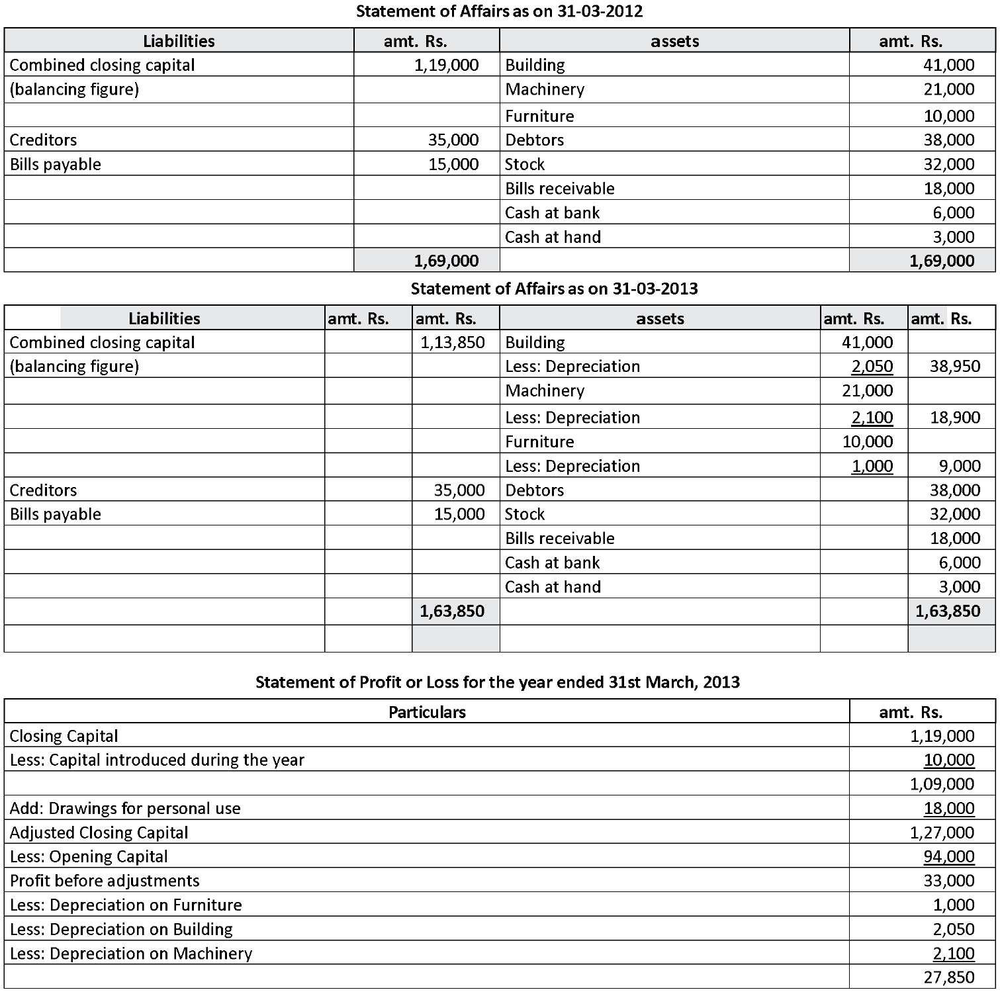 Statement of Affairs as on 31-03-2012
Liabilities amt. Rs. assets amt. Rs.
Combined closing capital 1,19,000 Building 41,000
(balancing figure) Machinery 21,000
Furniture 10,000
Creditors 35,000 Debtors 38,000
Bills payable 15,000 Stock 32,000
Bills receivable 18,000
Cash at bank 6,000
Cash at hand 3,000
1,69,000 1,69,000
Statement of Affairs as on 31-03-2013
Liabilities amt. Rs. amt. Rs. assets amt. Rs. amt. Rs.
Combined closing capital 1,13,850 Building 41,000
(balancing figure) Less: Depreciation 2,050 38,950
Machinery 21,000
Less: Depreciation 2,100 18,900
Furniture 10,000
Less: Depreciation 1,000 9,000
Creditors 35,000 Debtors 38,000
Bills payable 15,000 Stock 32,000
Bills receivable 18,000
Cash at bank 6,000
Cash at hand 3,000
1,63,850 1,63,850
Statement of Profit or Loss for the year ended 31st March, 2013
Particulars amt. Rs.
Closing Capital 1,19,000
Less: Capital introduced during the year 10,000
1,09,000
Add: Drawings for personal use 18,000
Adjusted Closing Capital 1,27,000
Less: Opening Capital 94,000
Profit before adjustments 33,000
Less: Depreciation on Furniture 1,000
Less: Depreciation on Building 2,050
Less: Depreciation on Machinery 2,100
27,850